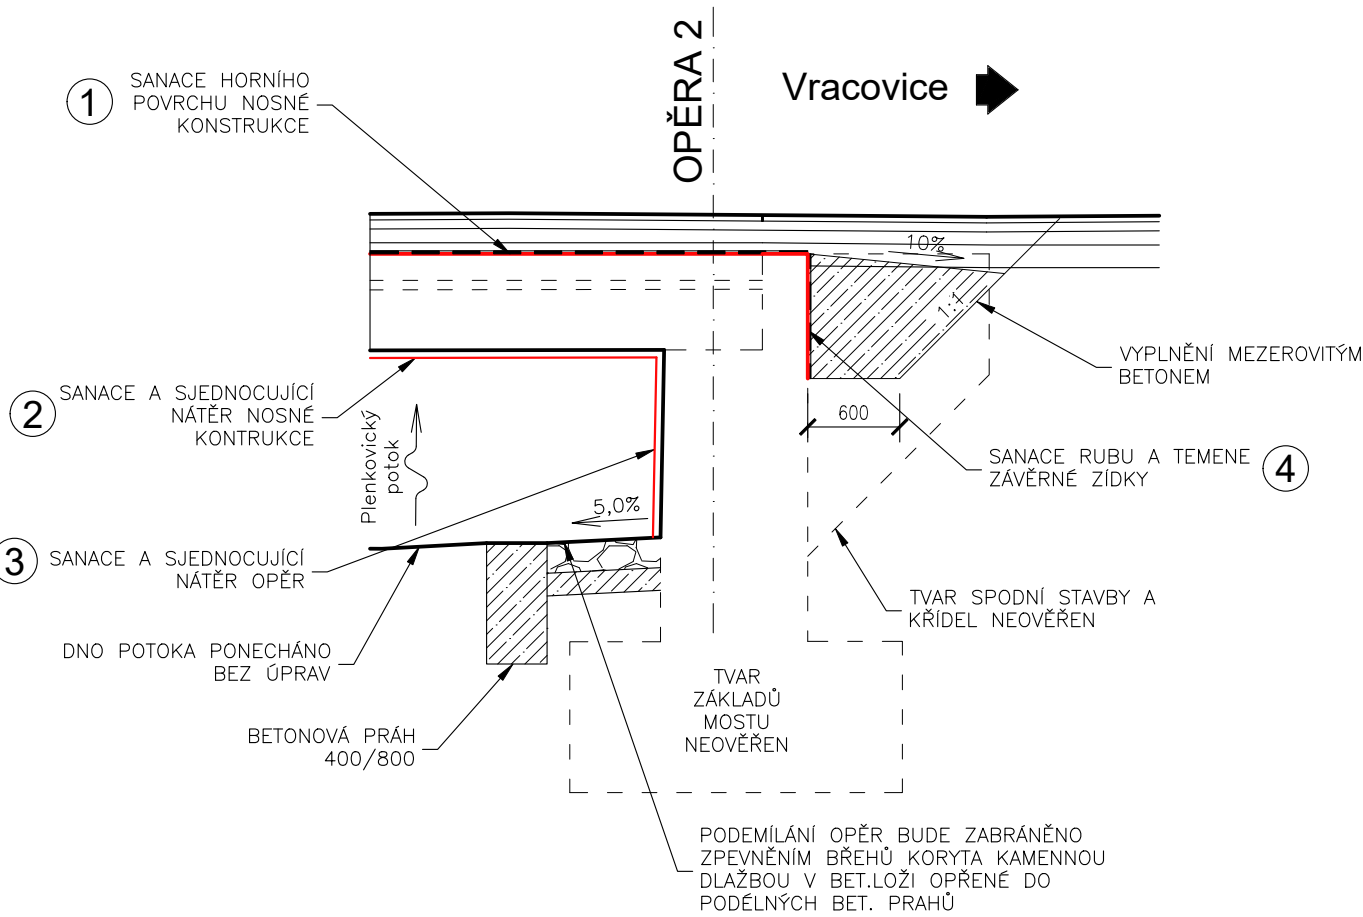 OPĚRA 2
Vracovice
1
SANACE HORNÍHO
POVRCHU NOSNÉ
KONSTRUKCE
10%
1:1
VYPLNĚNÍ MEZEROVITÝM
BETONEM
2
SANACE A SJEDNOCUJÍCÍ
NÁTĚR NOSNÉ
KONTRUKCE
Plenkovický
potok
600
SANACE RUBU A TEMENE
ZÁVĚRNÉ ZÍDKY
4
5,0%
3
SANACE A SJEDNOCUJÍCÍ
NÁTĚR OPĚR
TVAR SPODNÍ STAVBY A
KŘÍDEL NEOVĚŘEN
DNO POTOKA PONECHÁNO
BEZ ÚPRAV
TVAR
ZÁKLADŮ
MOSTU
NEOVĚŘEN
BETONOVÁ PRÁH
400/800
PODEMÍLÁNÍ OPĚR BUDE ZABRÁNĚNO
ZPEVNĚNÍM BŘEHŮ KORYTA KAMENNOU
DLAŽBOU V BET.LOŽI OPŘENÉ DO
PODÉLNÝCH BET. PRAHŮ